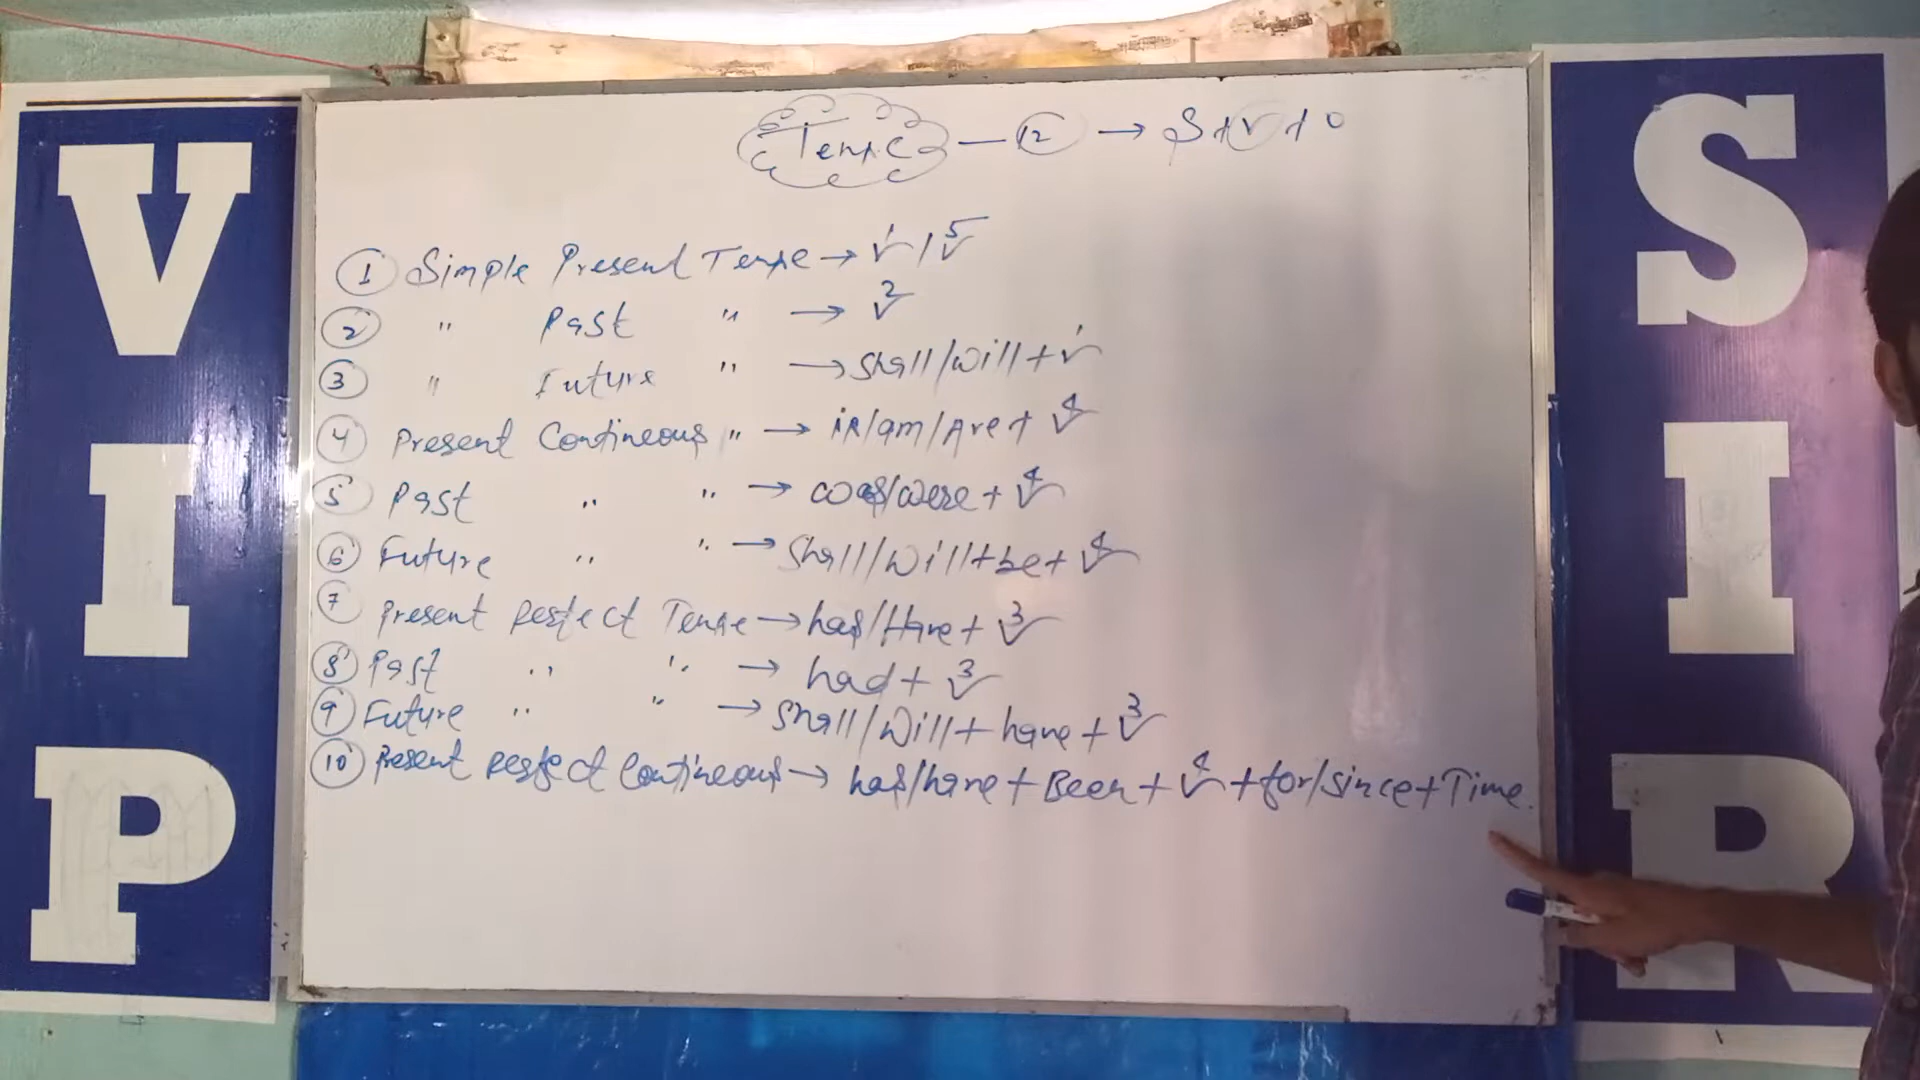 VIP
SIR
Tense — 12 → S + V + O
1 Simple Present Tense → V¹/V⁵
2 " Past " → V²
3 " Future " → Shall/Will + V¹
4 Present Contineous " → is/am/Are + V⁴
5 Past " " → was/were + V⁴
6 Future " " → Shall/Will + be + V⁴
7 Present Perfect Tense → has/Have + V³
8 Past " " → had + V³
9 Future " " → Shall/Will + have + V³
10 Present Perfect Contineous → has/have + Been + V⁴ + for/since + Time.